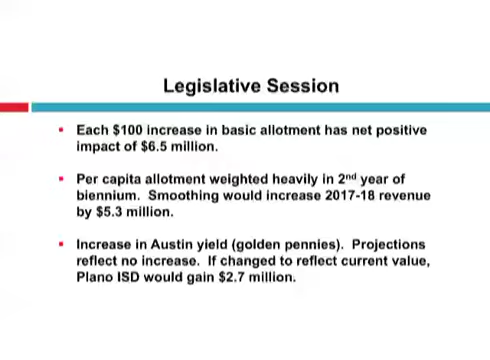 Legislative Session
Each $100 increase in basic allotment has net positive
impact of $6.5 million.
Per capita allotment weighted heavily in 2nd year of
biennium. Smoothing would increase 2017-18 revenue
by $5.3 million.
Increase in Austin yield (golden pennies). Projections
reflect no increase. If changed to reflect current value,
Plano ISD would gain $2.7 million.